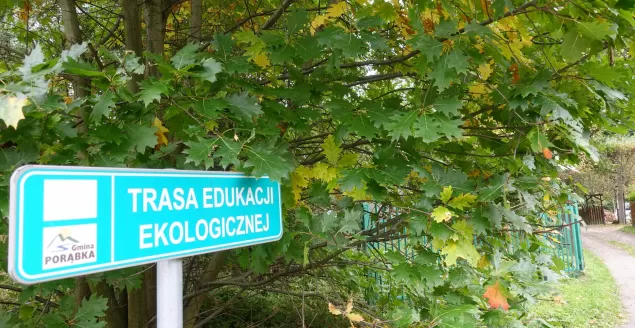 TRASA EDUKACJI
EKOLOGICZNEJ
Gmina
PORĄBKA